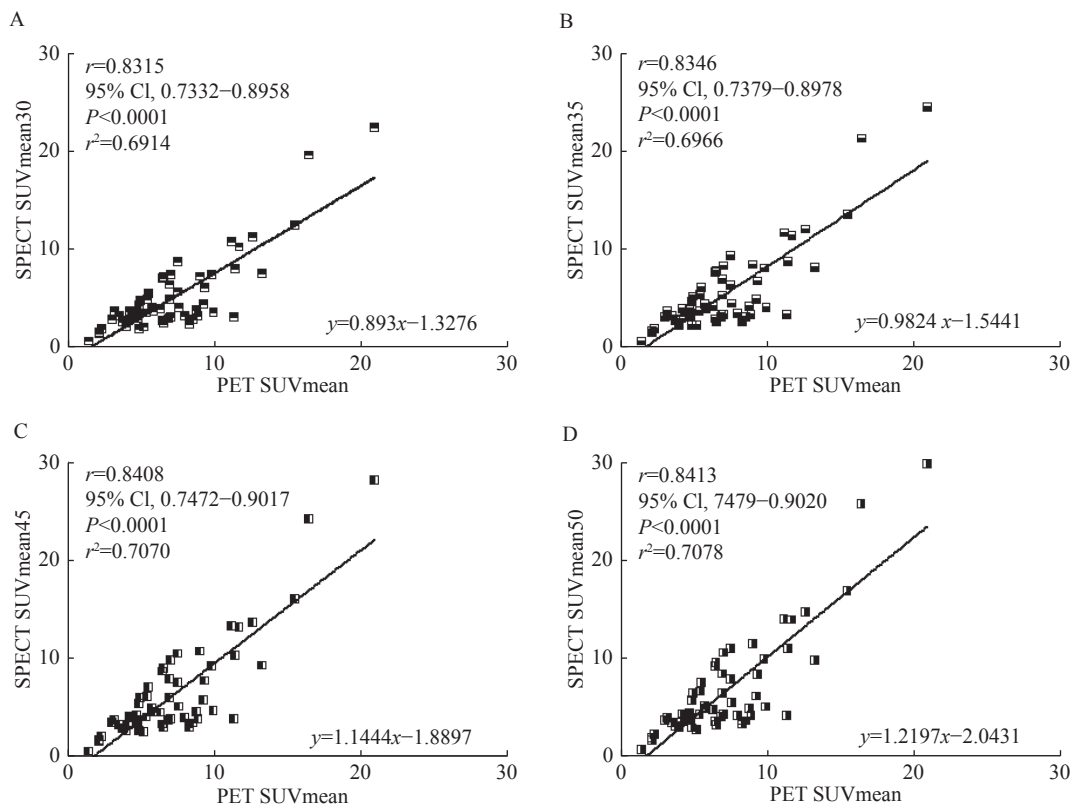 A
30
20
10
0
0
10
20
30
SPECT SUVmean30
PET SUVmean
r=0.8315
95% Cl, 0.7332−0.8958
P<0.0001
r²=0.6914
y=0.893x−1.3276
B
30
20
10
0
0
10
20
30
SPECT SUVmean35
PET SUVmean
r=0.8346
95% Cl, 0.7379−0.8978
P<0.0001
r²=0.6966
y=0.9824 x−1.5441
C
30
20
10
0
0
10
20
30
SPECT SUVmean45
PET SUVmean
r=0.8408
95% Cl, 0.7472−0.9017
P<0.0001
r²=0.7070
y=1.1444x−1.8897
D
30
20
10
0
0
10
20
30
SPECT SUVmean50
PET SUVmean
r=0.8413
95% Cl, 7479−0.9020
P<0.0001
r²=0.7078
y=1.2197x−2.0431